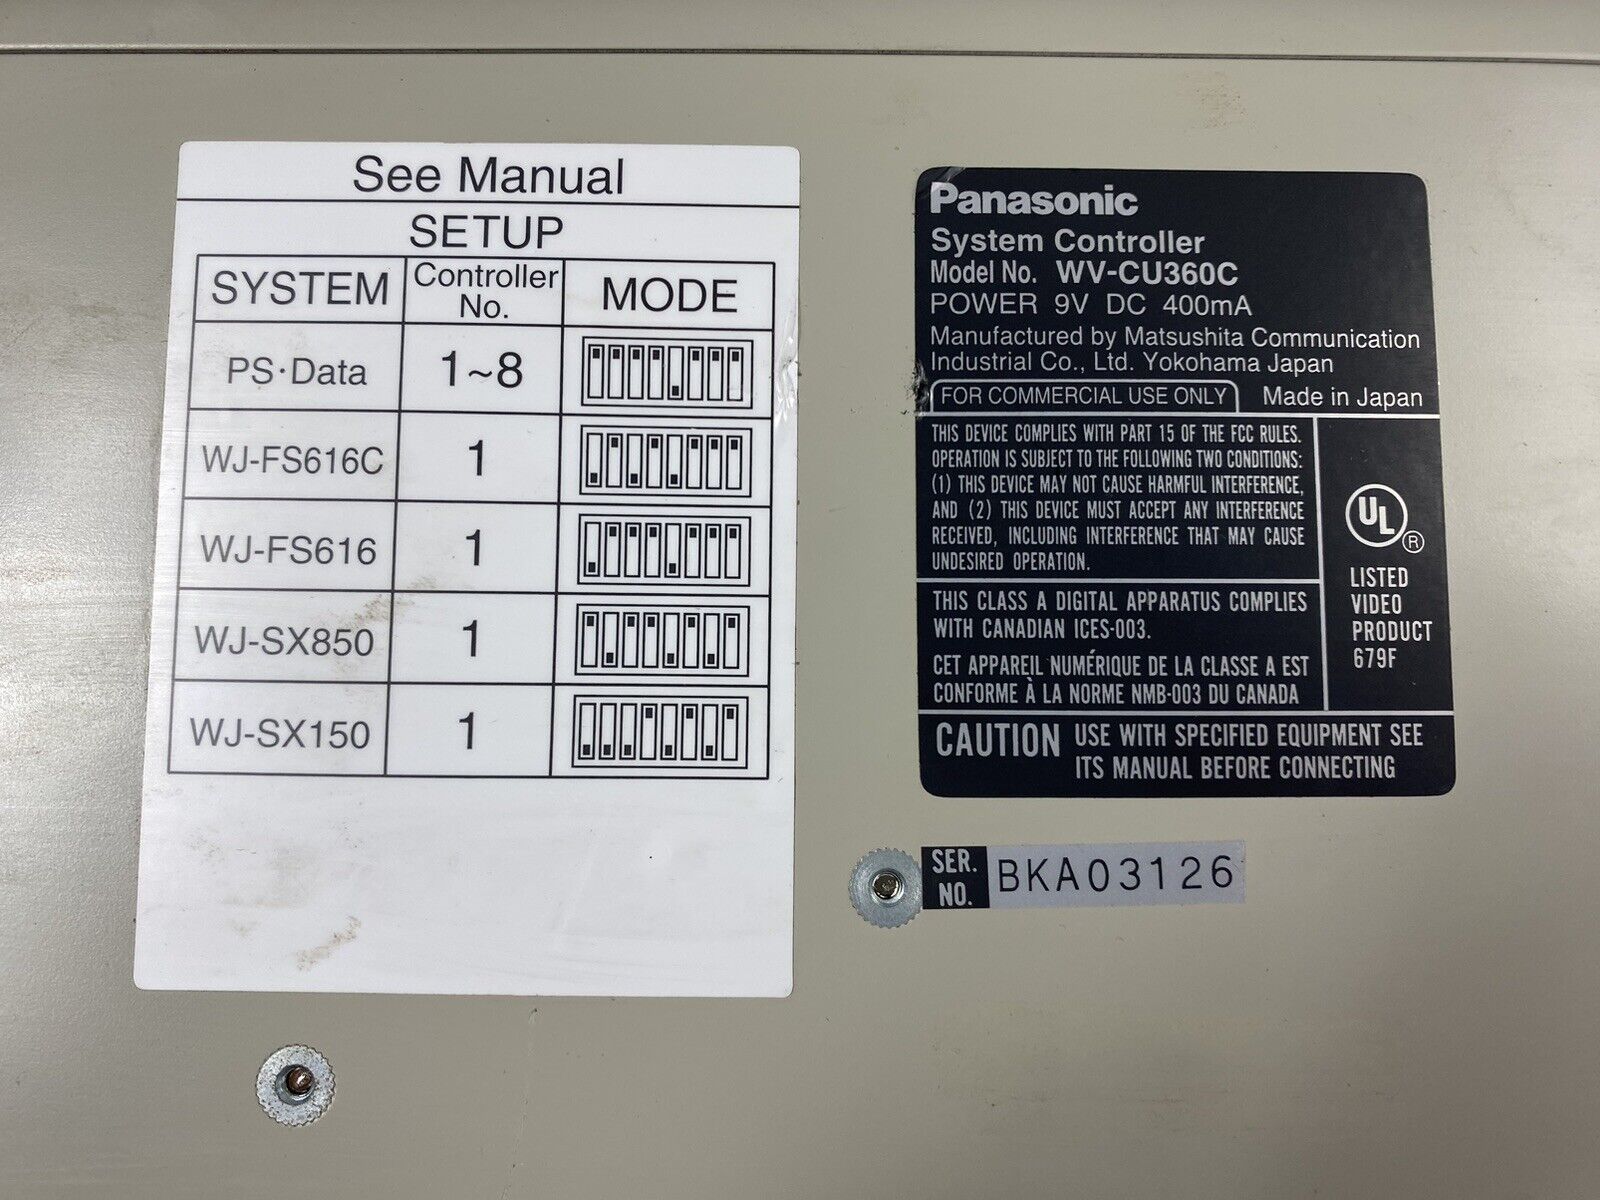 See Manual
SETUP
SYSTEM Controller No. MODE
PS·Data 1~8
WJ-FS616C 1
WJ-FS616 1
WJ-SX850 1
WJ-SX150 1
Panasonic
System Controller
Model No. WV-CU360C
POWER 9V DC 400mA
Manufactured by Matsushita Communication
Industrial Co., Ltd. Yokohama Japan
FOR COMMERCIAL USE ONLY Made in Japan
THIS DEVICE COMPLIES WITH PART 15 OF THE FCC RULES.
OPERATION IS SUBJECT TO THE FOLLOWING TWO CONDITIONS:
(1) THIS DEVICE MAY NOT CAUSE HARMFUL INTERFERENCE,
AND (2) THIS DEVICE MUST ACCEPT ANY INTERFERENCE
RECEIVED, INCLUDING INTERFERENCE THAT MAY CAUSE
UNDESIRED OPERATION.
THIS CLASS A DIGITAL APPARATUS COMPLIES
WITH CANADIAN ICES-003.
CET APPAREIL NUMÉRIQUE DE LA CLASSE A EST
CONFORME À LA NORME NMB-003 DU CANADA
UL ®
LISTED
VIDEO
PRODUCT
679F
CAUTION USE WITH SPECIFIED EQUIPMENT SEE
ITS MANUAL BEFORE CONNECTING
SER. NO. BKA03126